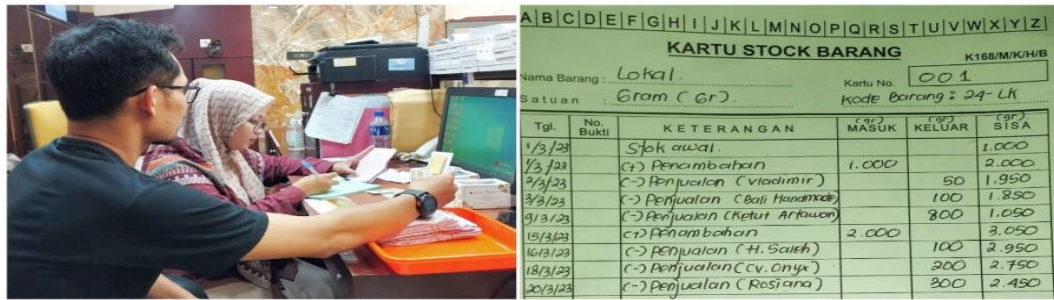 A B C D E F G H I J K L M N O P Q R S T U V W X Y Z
KARTU STOCK BARANG
K168/M/K/H/B
Nama Barang : Lokal. Kartu No. 001
Satuan : Gram (Gr). Kode Barang : 24-LK
Tgl. No. Bukti KETERANGAN MASUK (gr) KELUAR (gr) SISA (gr)
1/3/23 Stok awal. 1.000
1/3/23 (+) Penambahan 1.000 2.000
2/3/23 (-) Penjualan (Vladimir) 50 1.950
3/3/23 (-) Penjualan (Bali Handmade) 100 1.850
9/3/23 (-) Penjualan (Ketut Artawan) 800 1.050
15/3/23 (+) Penambahan 2.000 3.050
16/3/23 (-) Penjualan (H. Saleh) 100 2.950
18/3/23 (-) Penjualan (CV. Onyx) 200 2.750
20/3/23 (-) Penjualan (Rosiana) 300 2.450